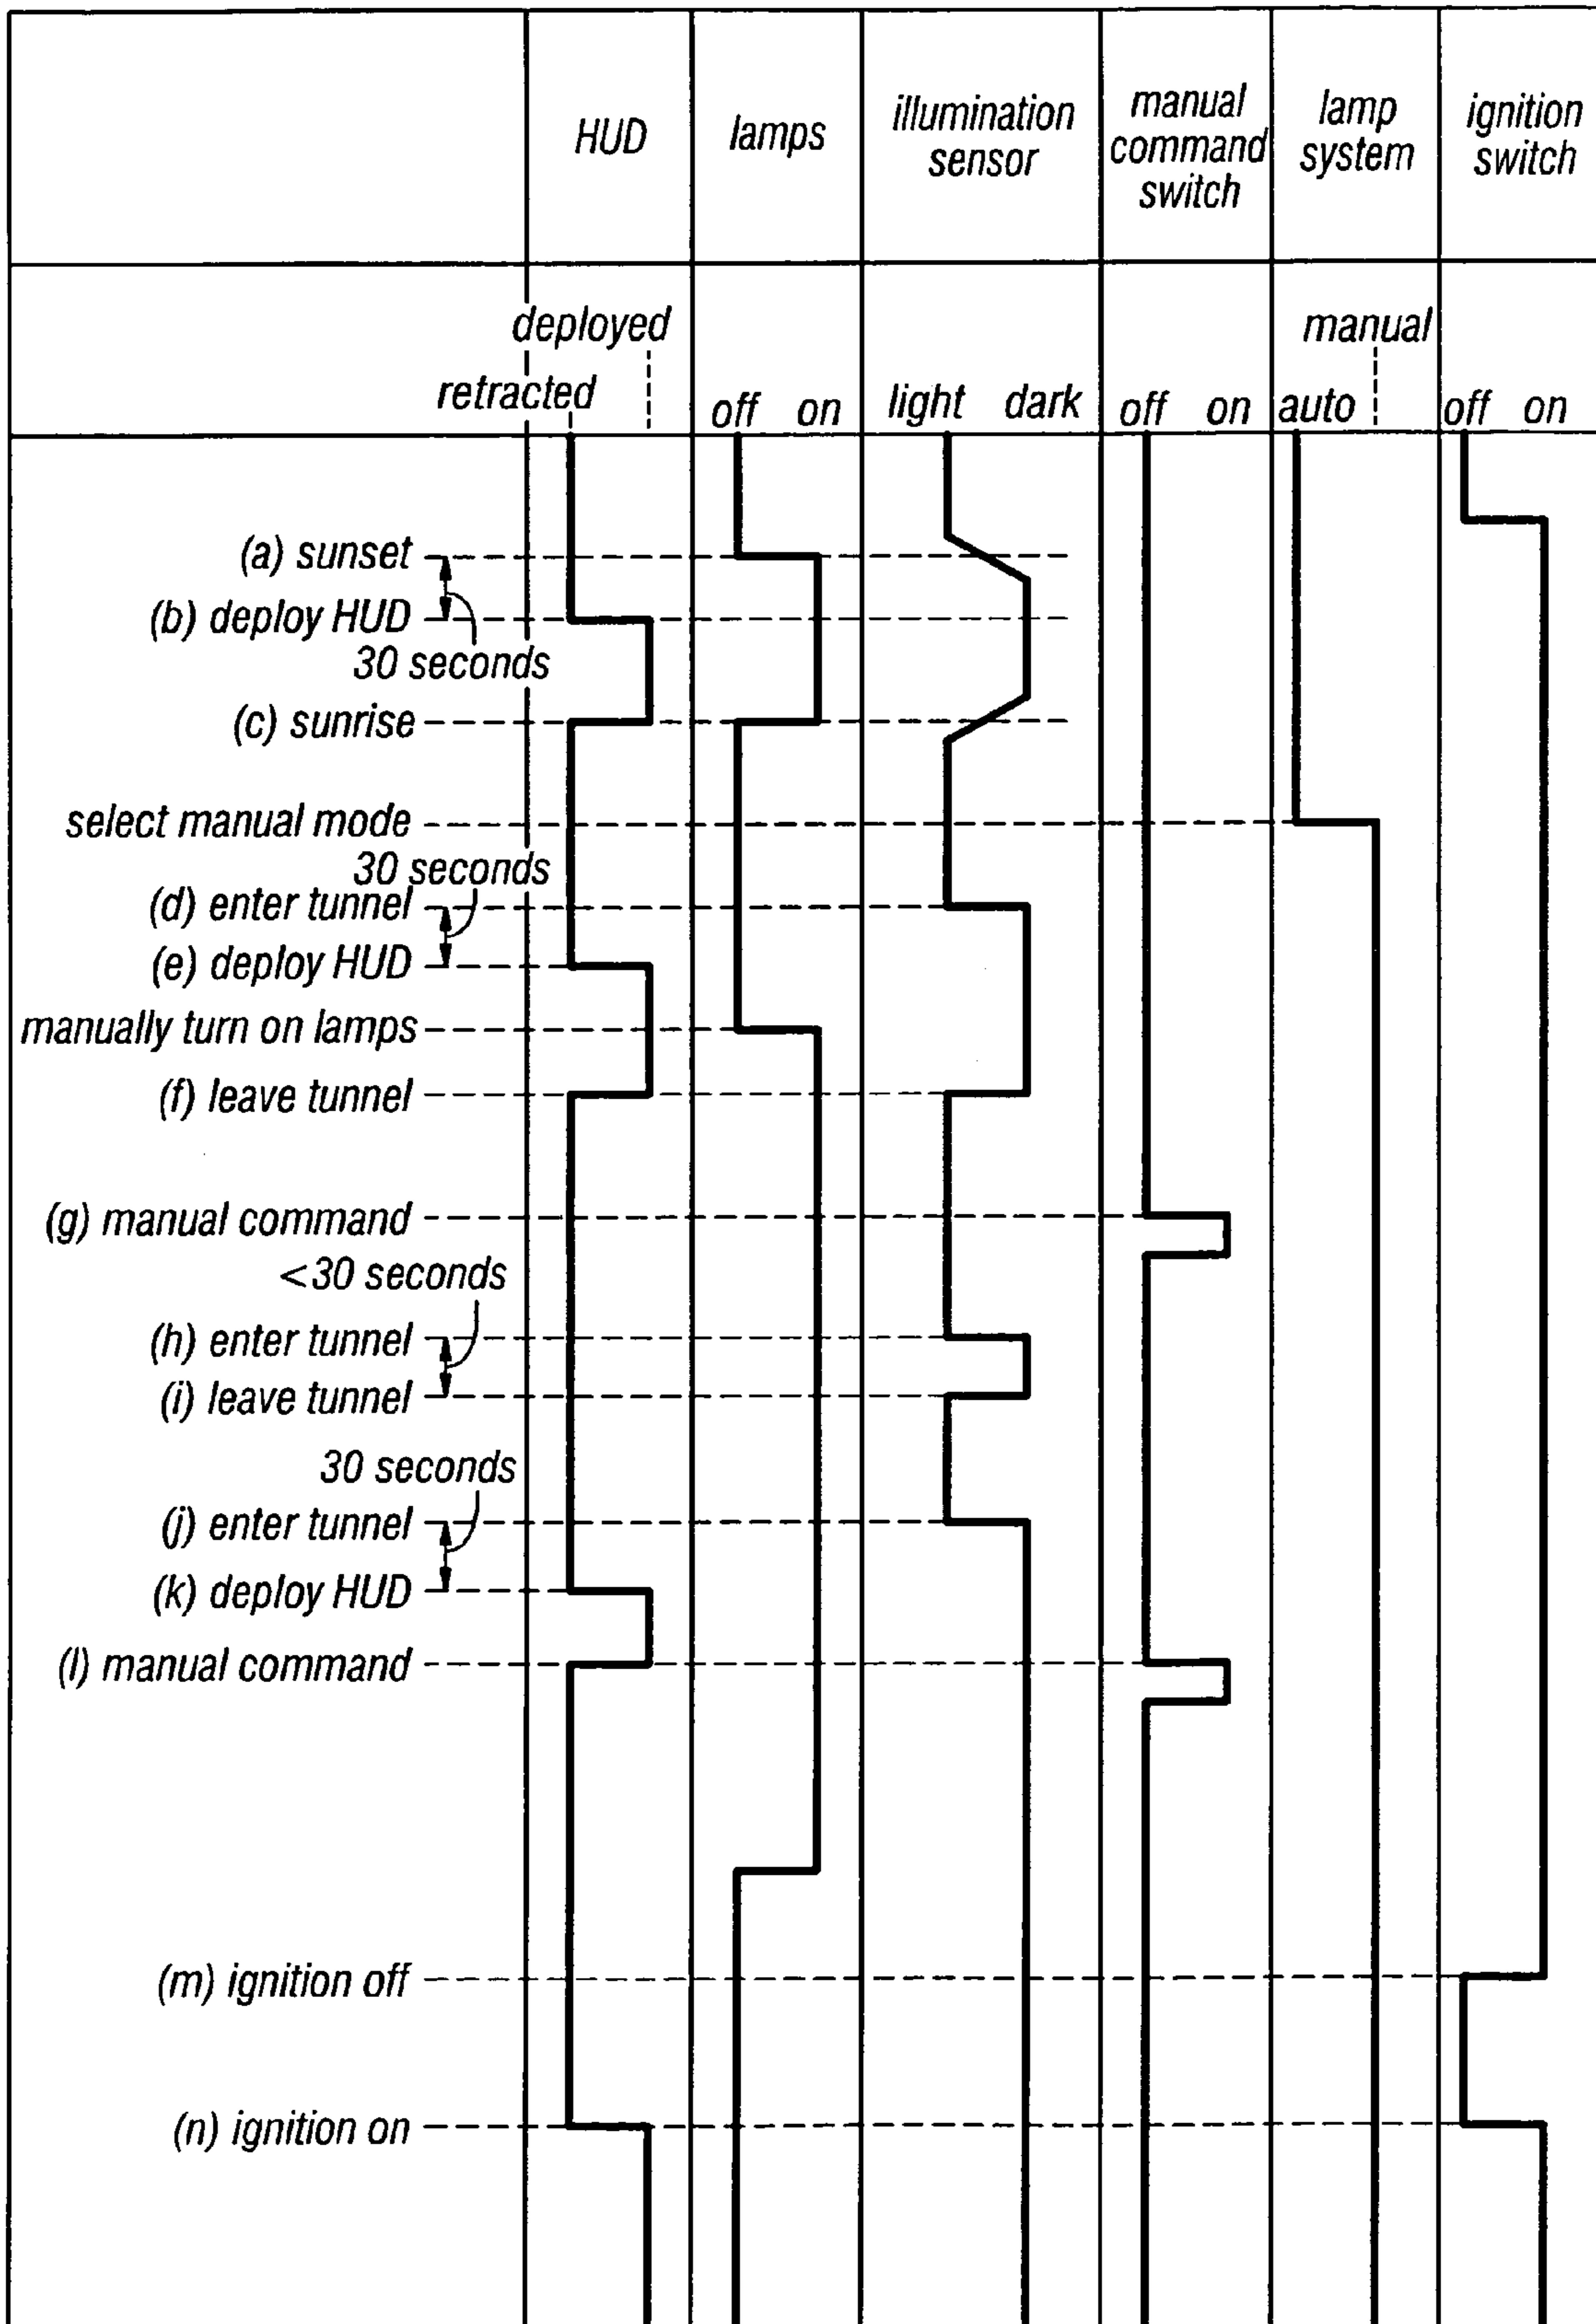 HUD
lamps
illumination
sensor
manual
command
switch
lamp
system
ignition
switch
deployed
retracted
off on
light dark
off on
manual
auto
off on
(a) sunset
(b) deploy HUD
30 seconds
(c) sunrise
select manual mode
30 seconds
(d) enter tunnel
(e) deploy HUD
manually turn on lamps
(f) leave tunnel
(g) manual command
<30 seconds
(h) enter tunnel
(i) leave tunnel
30 seconds
(j) enter tunnel
(k) deploy HUD
(l) manual command
(m) ignition off
(n) ignition on